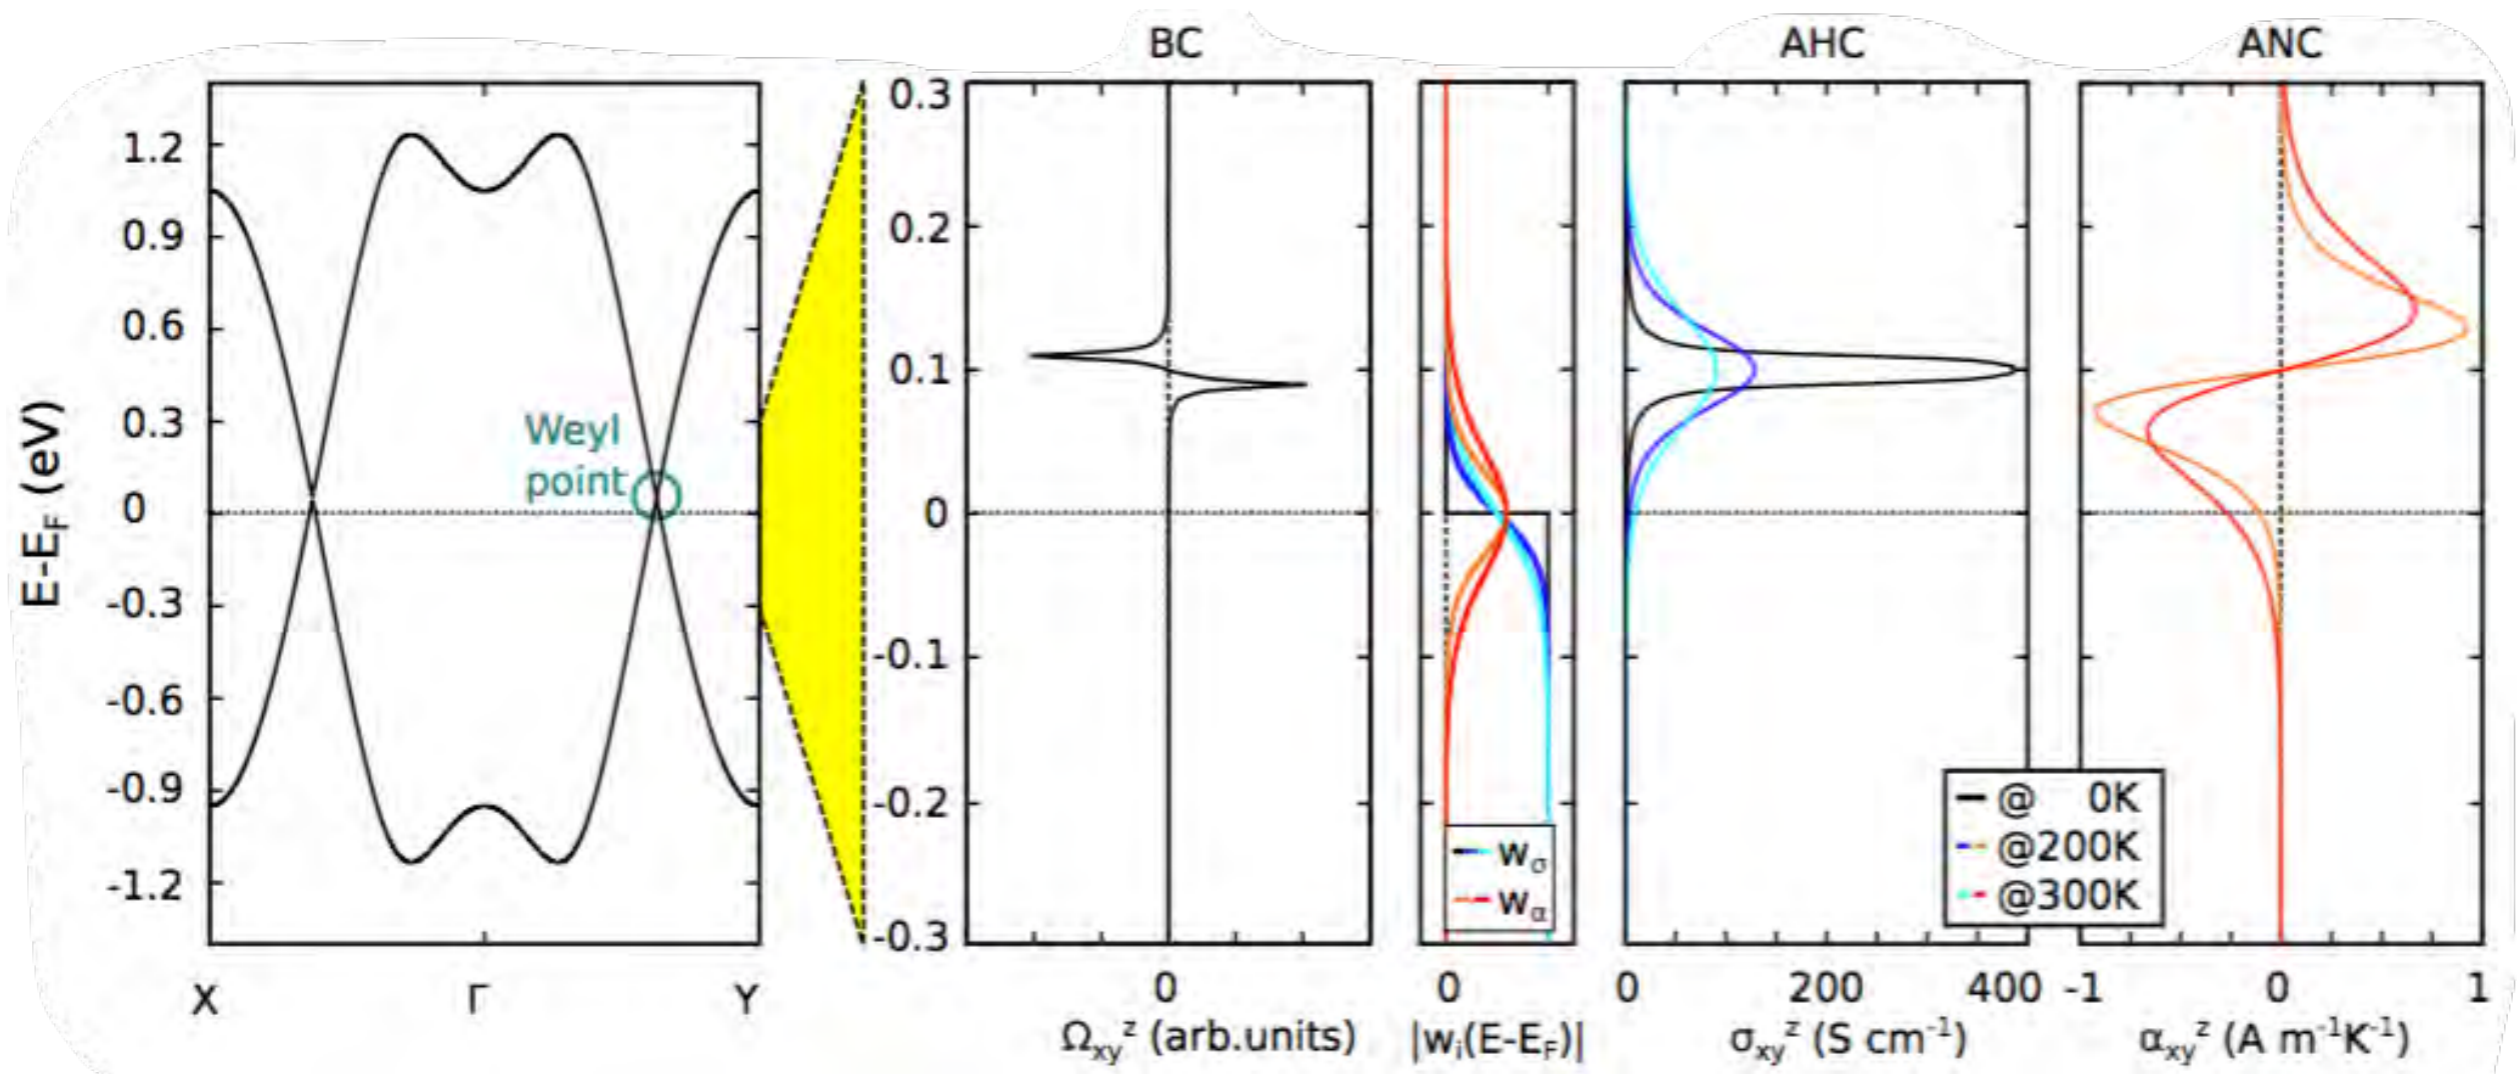 BC
AHC
ANC
E-E_F (eV)
1.2
0.9
0.6
0.3
0
-0.3
-0.6
-0.9
-1.2
Weyl
point
X Γ Y
0.3
0.2
0.1
0
-0.1
-0.2
-0.3
0
Ω_xy^z (arb.units)
w_σ
w_α
0
|w_i(E-E_F)|
0 200 400
σ_xy^z (S cm^-1)
@ 0K
@200K
@300K
-1 0 1
α_xy^z (A m^-1K^-1)